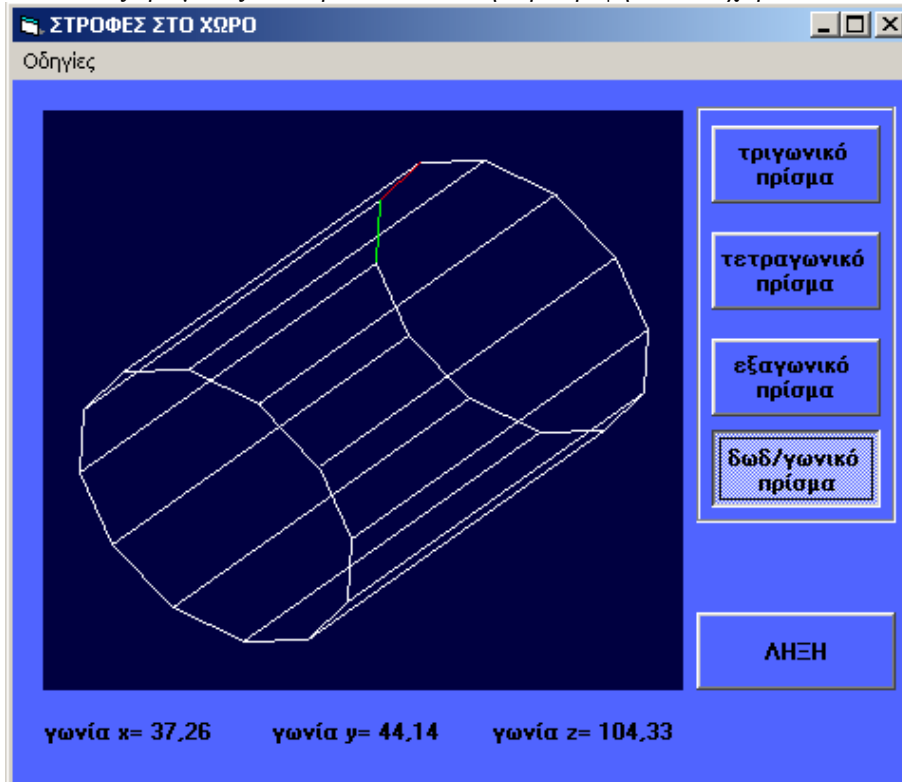 ΣΤΡΟΦΕΣ ΣΤΟ ΧΩΡΟ
Οδηγίες
τριγωνικό
πρίσμα
τετραγωνικό
πρίσμα
εξαγωνικό
πρίσμα
δωδ/γωνικό
πρίσμα
ΛΗΞΗ
γωνία x= 37,26 γωνία y= 44,14 γωνία z= 104,33